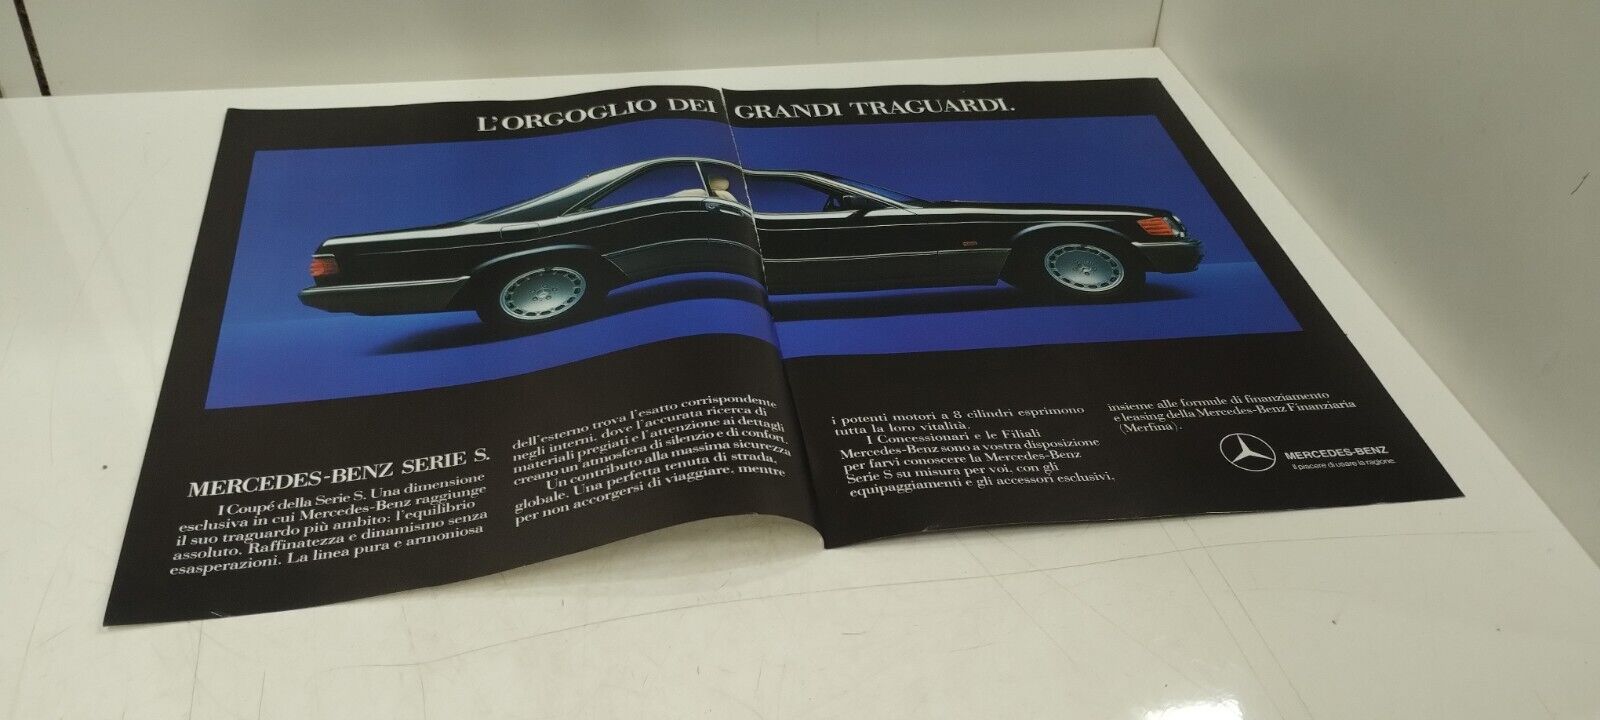 L'ORGOGLIO DEI GRANDI TRAGUARDI.
MERCEDES-BENZ SERIE S.
I Coupé della Serie S. Una dimensione
esclusiva in cui Mercedes-Benz raggiunge
il suo traguardo più ambito: l'equilibrio
assoluto. Raffinatezza e dinamismo senza
esasperazioni. La linea pura e armoniosa
dell'esterno trova l'esatto corrispondente
negli interni, dove l'accurata ricerca di
materiali pregiati e l'attenzione ai dettagli
creano un'atmosfera di silenzio e di confort.
Un contributo alla massima sicurezza
globale. Una perfetta tenuta di strada,
per non accorgersi di viaggiare, mentre
i potenti motori a 8 cilindri esprimono
tutta la loro vitalità.
I Concessionari e le Filiali
Mercedes-Benz sono a vostra disposizione
per farvi conoscere la Mercedes-Benz
Serie S su misura per voi, con gli
equipaggiamenti e gli accessori esclusivi,
insieme alle formule di finanziamento
e leasing della Mercedes-Benz Finanziaria
(Merfina).
MERCEDES-BENZ
Il piacere di usare la ragione.